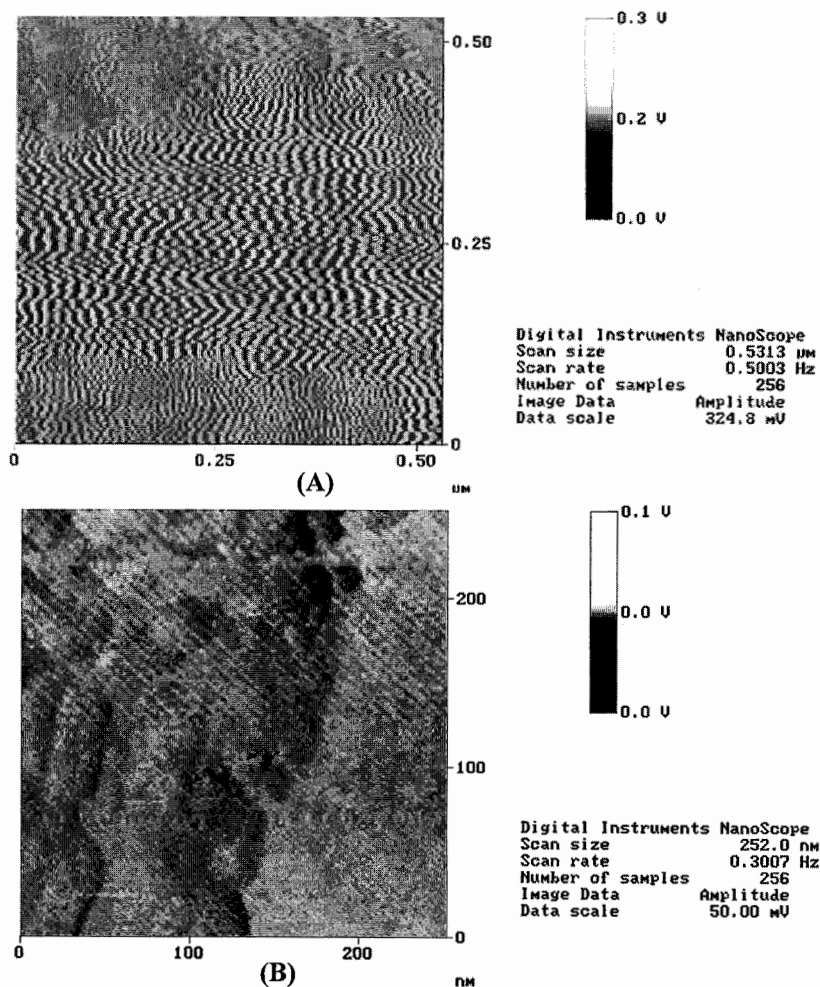 0.50
0.25
0
0 0.25 0.50
μм
(A)
0.3 V
0.2 V
0.0 V
Digital Instruments NanoScope
Scan size 0.5313 μм
Scan rate 0.5003 Hz
Number of samples 256
Image Data Amplitude
Data scale 324.8 mV
200
100
0
0 100 200
nм
(B)
0.1 V
0.0 V
0.0 V
Digital Instruments NanoScope
Scan size 252.0 nм
Scan rate 0.3007 Hz
Number of samples 256
Image Data Amplitude
Data scale 50.00 mV